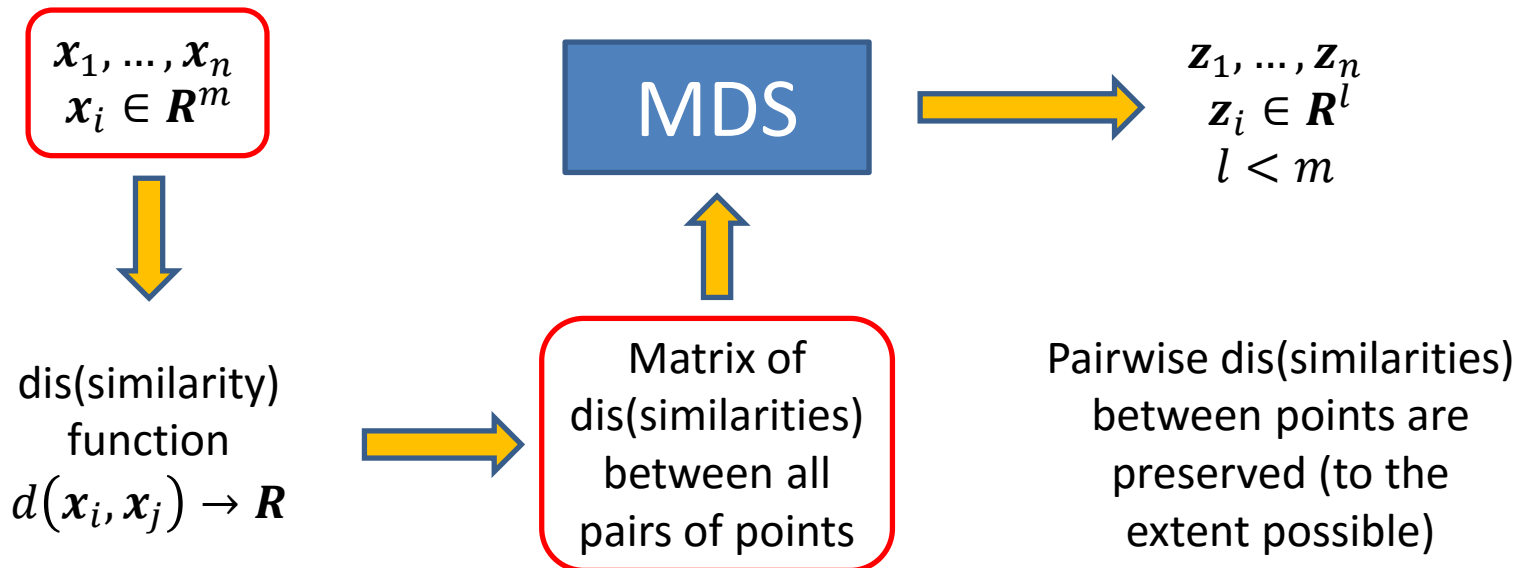 𝒙₁, … , 𝒙ₙ
𝒙ᵢ ∈ 𝑹ᵐ
dis(similarity)
function
𝑑(𝒙ᵢ, 𝒙ⱼ) → 𝑹
Matrix of
dis(similarities)
between all
pairs of points
MDS
𝒛₁, … , 𝒛ₙ
𝒛ᵢ ∈ 𝑹ˡ
𝑙 < 𝑚
Pairwise dis(similarities)
between points are
preserved (to the
extent possible)